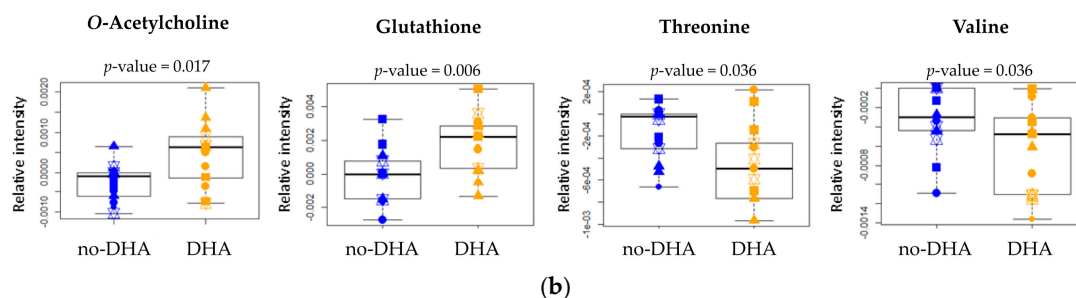 O-Acetylcholine Glutathione Threonine Valine
p-value = 0.017 p-value = 0.006 p-value = 0.036 p-value = 0.036
Relative intensity Relative intensity Relative intensity Relative intensity
0.0020 0.004 2e-04 -0.0002
0.0010 0.002 -2e-04
0.0000 0.000 -6e-04
-0.0010 -0.002 -1e+03 -0.0014
no-DHA DHA no-DHA DHA no-DHA DHA no-DHA DHA
(b)